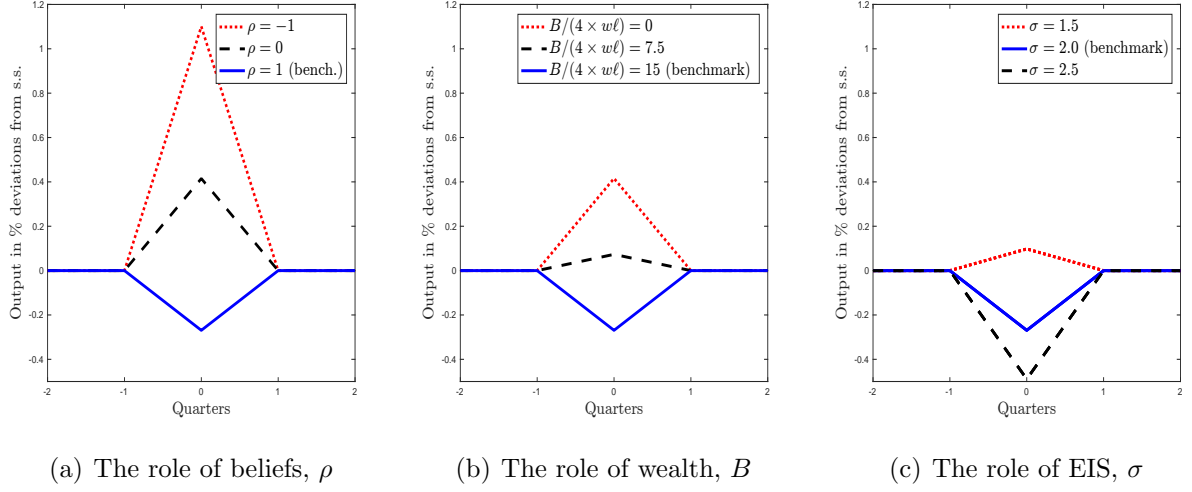 Output in % deviations from s.s.
1.2
1
0.8
0.6
0.4
0.2
0
-0.2
-0.4
-2
-1
0
1
2
Quarters
ρ = −1
ρ = 0
ρ = 1 (bench.)
(a) The role of beliefs, ρ
Output in % deviations from s.s.
1.2
1
0.8
0.6
0.4
0.2
0
-0.2
-0.4
-2
-1
0
1
2
Quarters
B/(4 × wℓ) = 0
B/(4 × wℓ) = 7.5
B/(4 × wℓ) = 15 (benchmark)
(b) The role of wealth, B
Output in % deviations from s.s.
1.2
1
0.8
0.6
0.4
0.2
0
-0.2
-0.4
-2
-1
0
1
2
Quarters
σ = 1.5
σ = 2.0 (benchmark)
σ = 2.5
(c) The role of EIS, σ